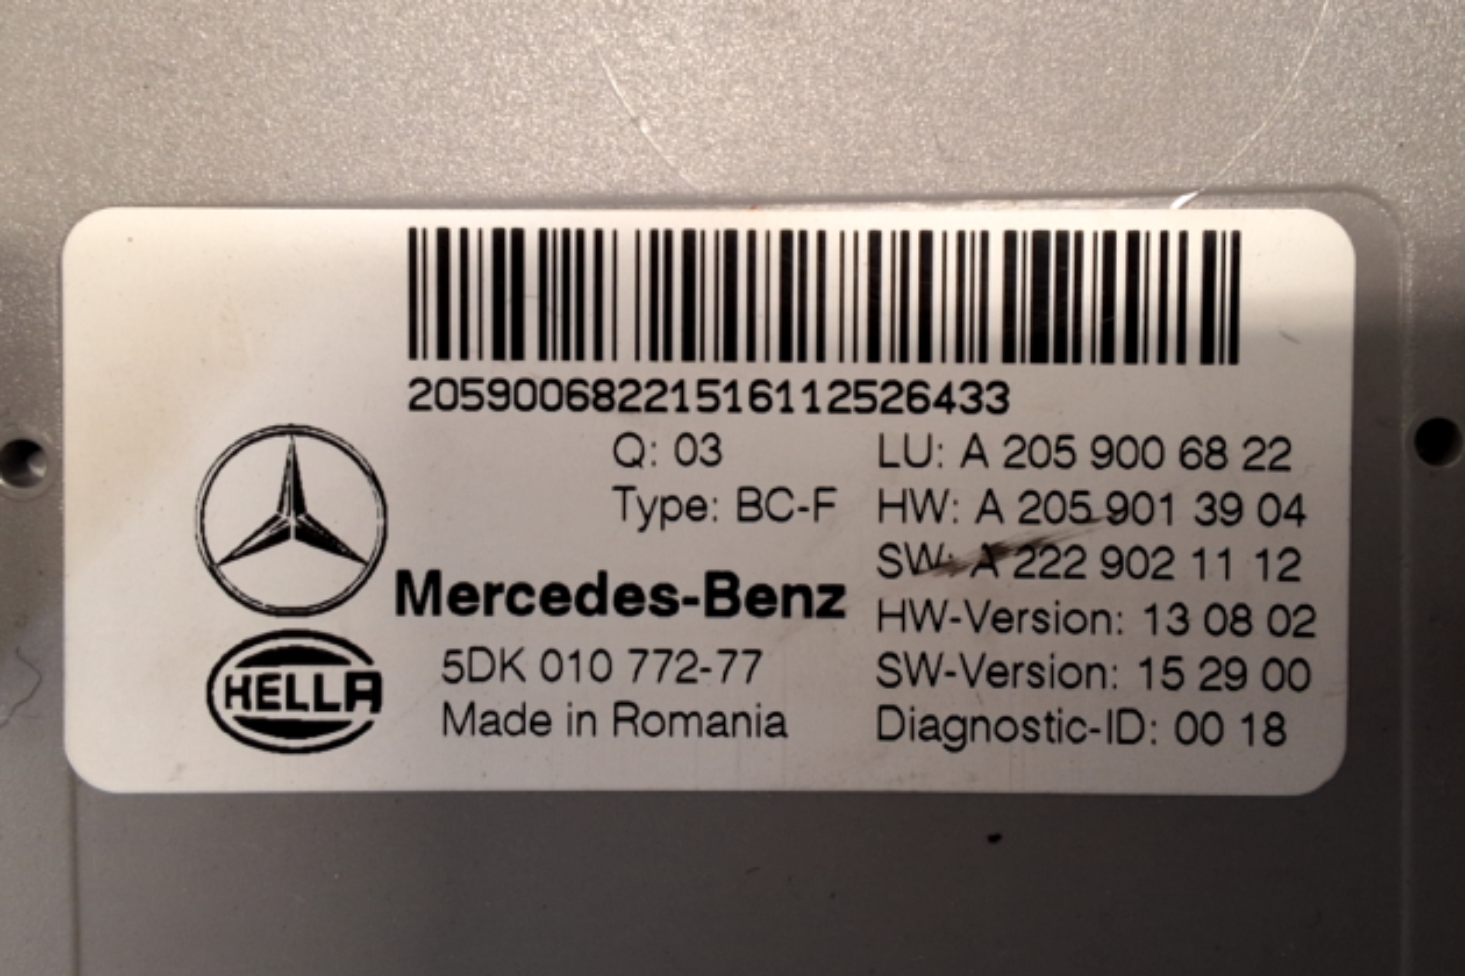 205900682215161125264​33
Q: 03
LU: A 205 900 68 22
Type: BC-F
HW: A 205 901 39 04
SW: A 222 902 11 12
Mercedes-Benz
HW-Version: 13 08 02
HELLA
5DK 010 772-77
SW-Version: 15 29 00
Made in Romania
Diagnostic-ID: 00 18